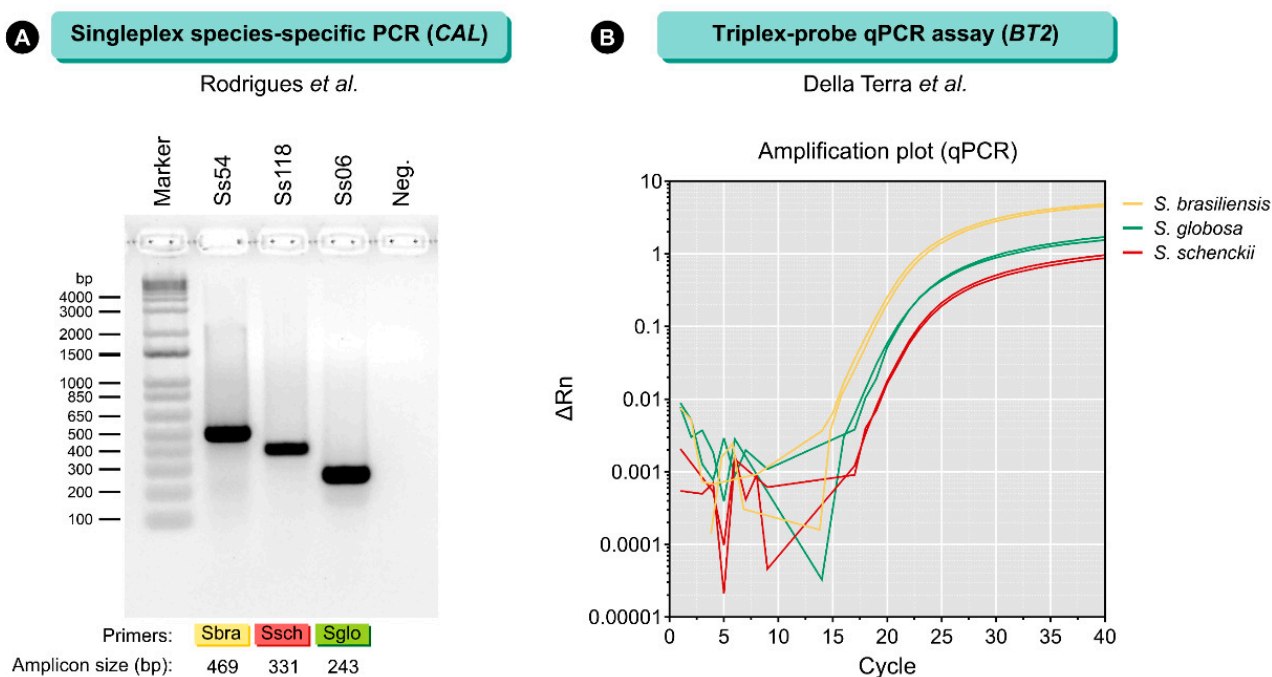 A
Singleplex species-specific PCR (CAL)
Rodrigues et al.
Marker
Ss54
Ss118
Ss06
Neg.
bp
4000
3000
2000
1500
1000
850
650
500
400
300
200
100
Primers: Sbra Ssch Sglo
Amplicon size (bp): 469 331 243
B
Triplex-probe qPCR assay (BT2)
Della Terra et al.
Amplification plot (qPCR)
ΔRn
10
1
0.1
0.01
0.001
0.0001
0.00001
0 5 10 15 20 25 30 35 40
Cycle
S. brasiliensis
S. globosa
S. schenckii